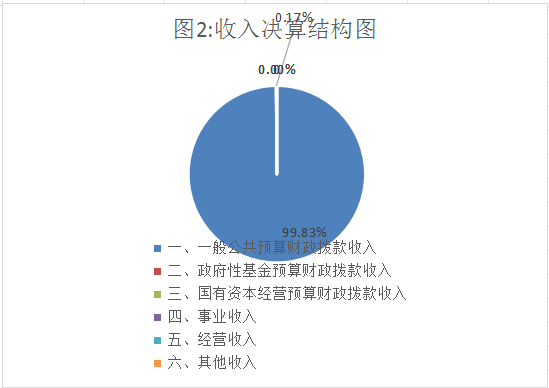 0.17%
图2:收入决算结构图
0.00%
99.83%
一、一般公共预算财政拨款收入
二、政府性基金预算财政拨款收入
三、国有资本经营预算财政拨款收入
四、事业收入
五、经营收入
六、其他收入